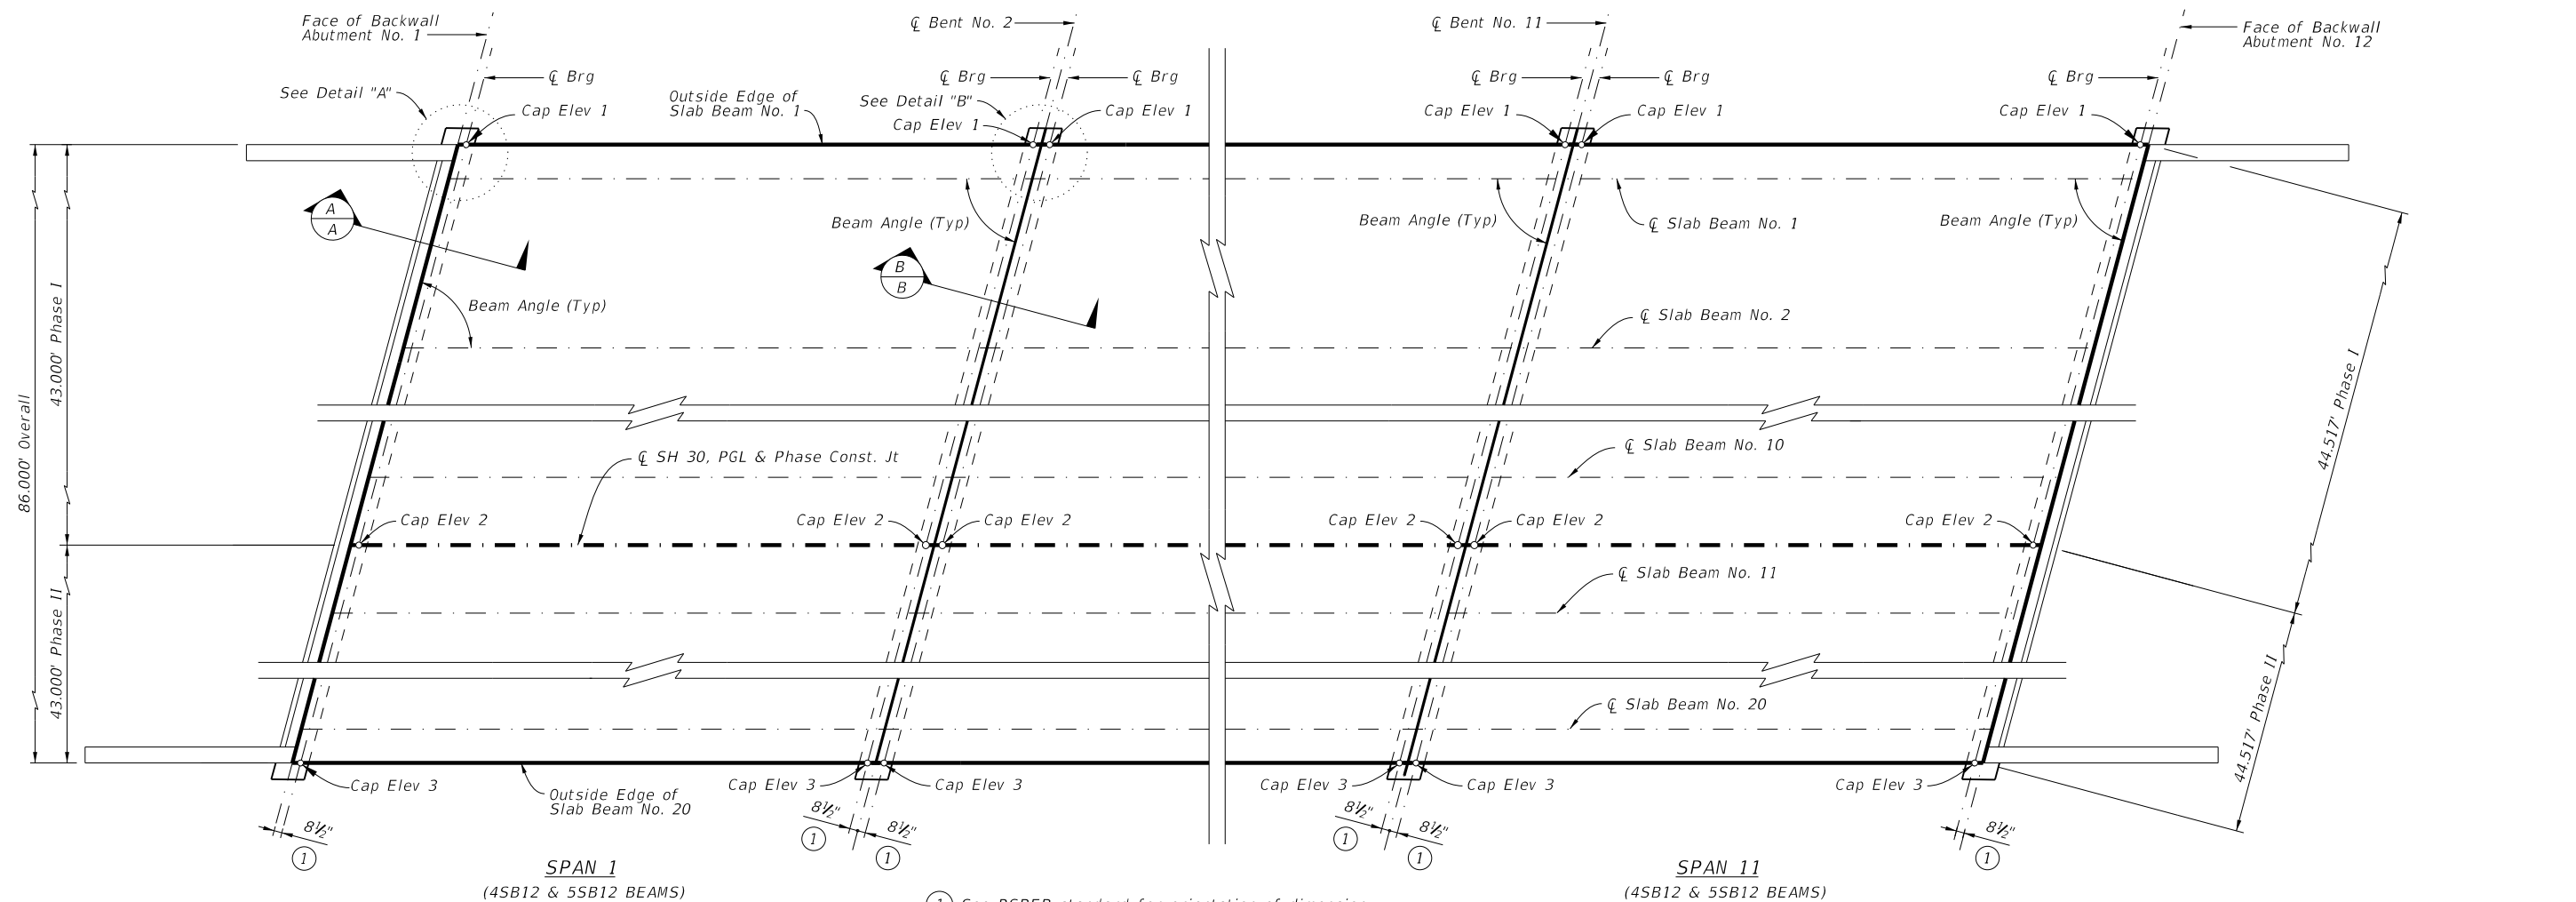 Face of Backwall
Abutment No. 1
℄ Bent No. 2
℄ Bent No. 11
Face of Backwall
Abutment No. 12
℄ Brg
℄ Brg
℄ Brg
℄ Brg
℄ Brg
℄ Brg
See Detail "A"
Outside Edge of
Slab Beam No. 1
See Detail "B"
Cap Elev 1
Cap Elev 1
Cap Elev 1
Cap Elev 1
Cap Elev 1
Cap Elev 1
A
A
Beam Angle (Typ)
Beam Angle (Typ)
℄ Slab Beam No. 1
Beam Angle (Typ)
B
B
Beam Angle (Typ)
℄ Slab Beam No. 2
86.000' Overall
43.000' Phase I
43.000' Phase II
44.517' Phase I
44.517' Phase II
℄ SH 30, PGL & Phase Const. Jt
℄ Slab Beam No. 10
Cap Elev 2
Cap Elev 2
Cap Elev 2
Cap Elev 2
Cap Elev 2
Cap Elev 2
℄ Slab Beam No. 11
℄ Slab Beam No. 20
Cap Elev 3
Outside Edge of
Slab Beam No. 20
Cap Elev 3
Cap Elev 3
Cap Elev 3
Cap Elev 3
Cap Elev 3
8½"
1
8½"
1
8½"
1
8½"
1
8½"
1
8½"
1
SPAN 1
(4SB12 & 5SB12 BEAMS)
SPAN 11
(4SB12 & 5SB12 BEAMS)